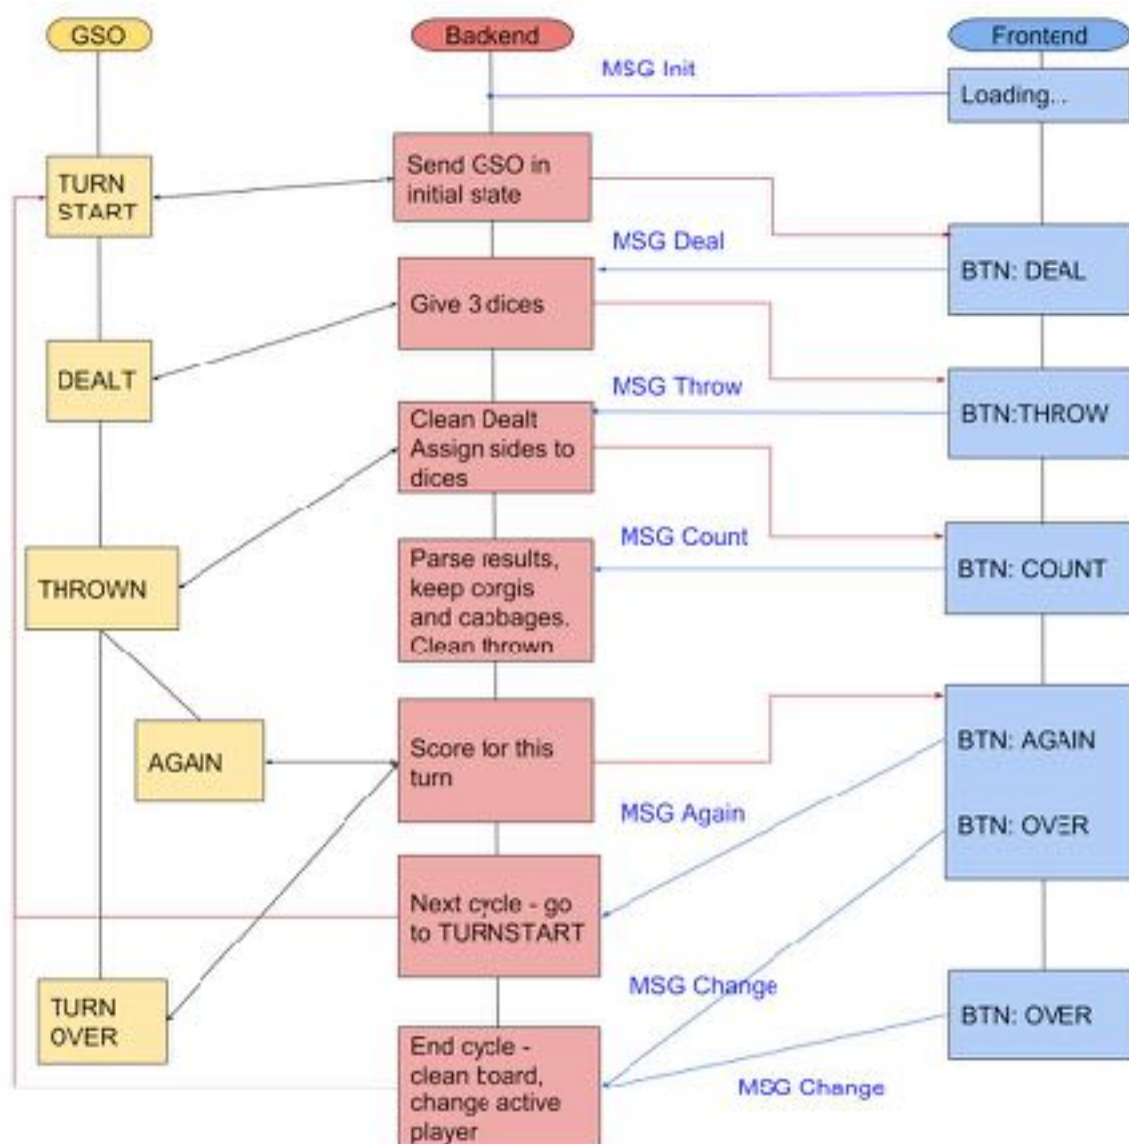 GSO
Backend
Frontend
MSG Init
Loading...
TURN
START
Send GSO in
initial state
MSG Deal
BTN: DEAL
Give 3 dices
DEALT
MSG Throw
BTN:THROW
Clean Dealt
Assign sides to
dices
MSG Count
BTN: COUNT
THROWN
Parse results,
keep corgis
and cabbages.
Clean thrown
AGAIN
Score for this
turn
BTN: AGAIN
MSG Again
BTN: OVER
Next cycle - go
to TURNSTART
MSG Change
TURN
OVER
BTN: OVER
End cycle -
clean board,
change active
player
MSG Change